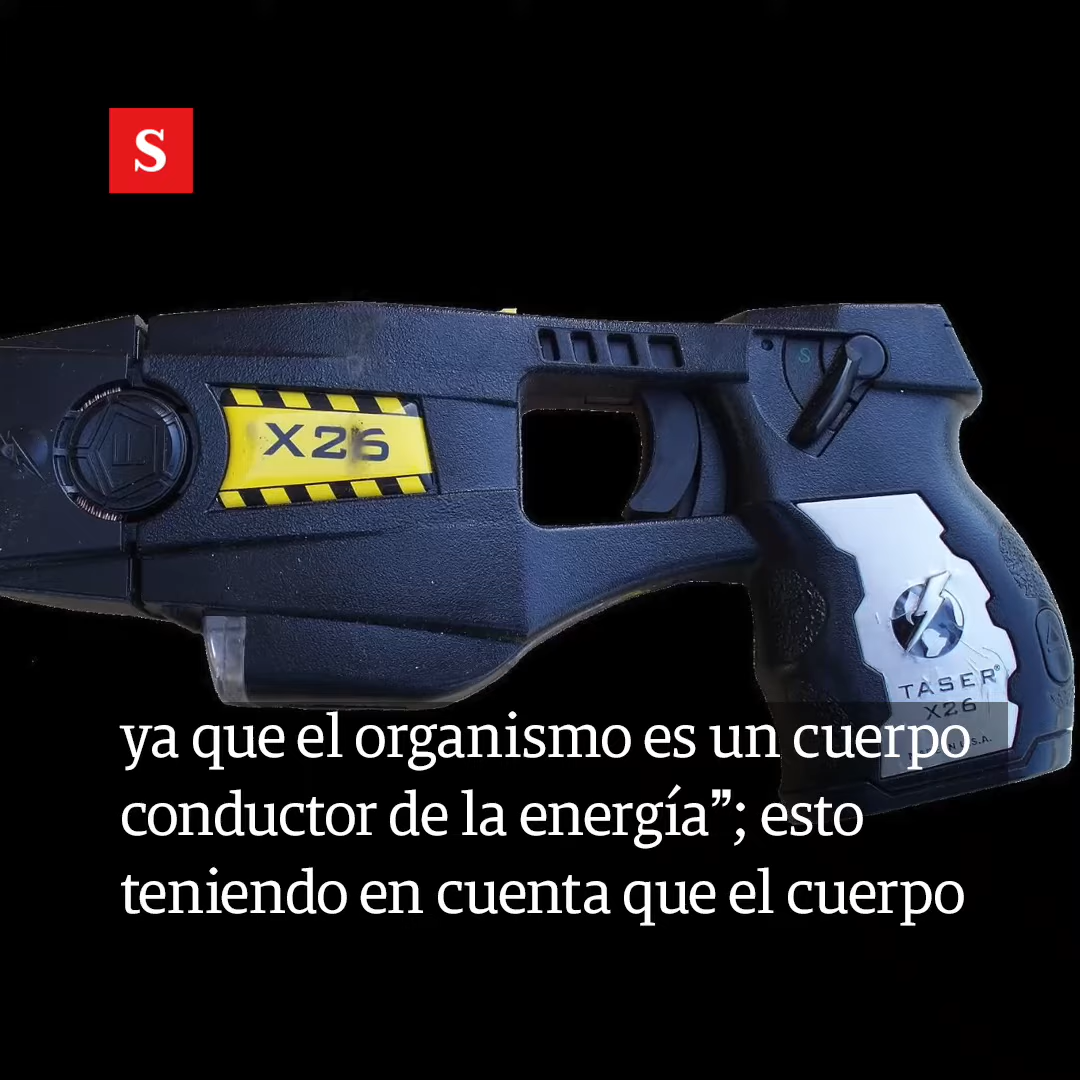 S
X26
S
TASER®
X26
ya que el organismo es un cuerpo
conductor de la energía”; esto
teniendo en cuenta que el cuerpo